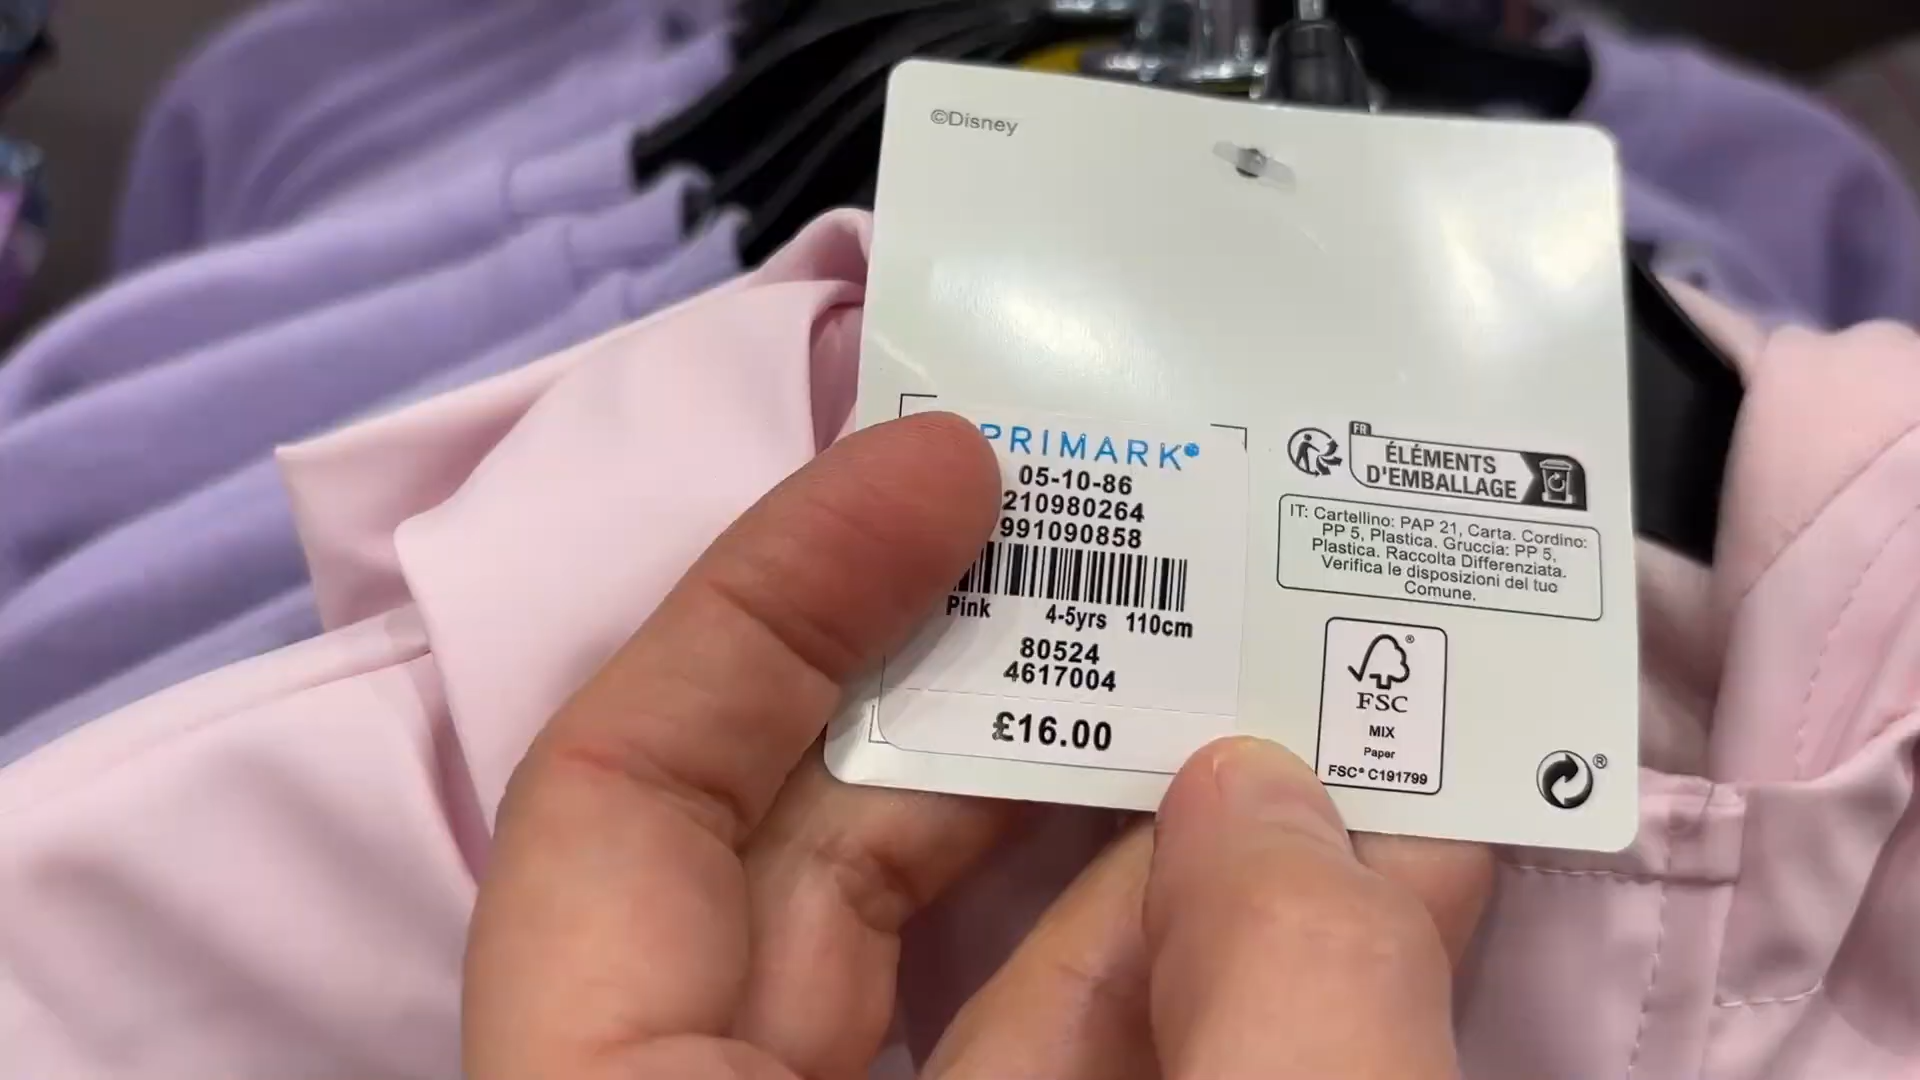 ©Disney
PRIMARK®
05-10-86
210980264
991090858
Pink 4-5yrs 110cm
80524
4617004
£16.00
FR
ÉLÉMENTS
D'EMBALLAGE
IT: Cartellino: PAP 21, Carta. Cordino:
PP 5, Plastica. Gruccia: PP 5,
Plastica. Raccolta Differenziata.
Verifica le disposizioni del tuo
Comune.
®
FSC
MIX
Paper
FSC® C191799
®